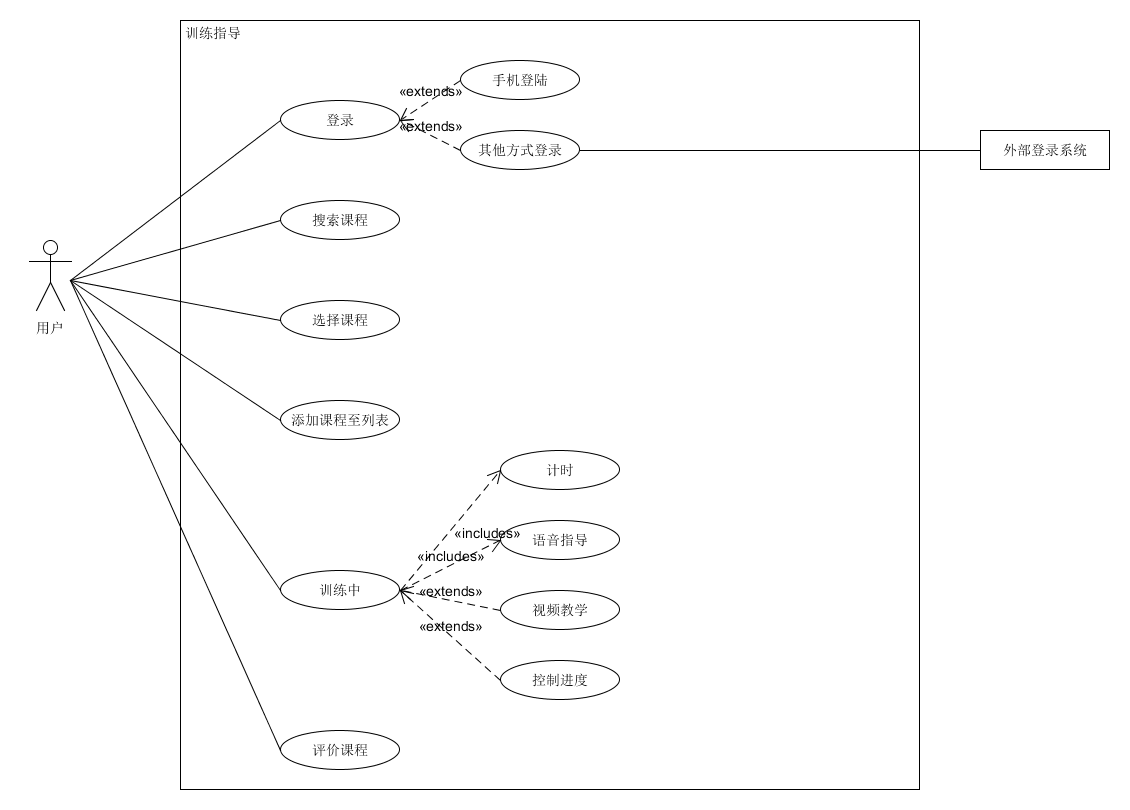 训练指导
手机登陆
«extends»
登录
«extends»
其他方式登录
外部登录系统
搜索课程
用户
选择课程
添加课程至列表
计时
«includes»
语音指导
«includes»
训练中
«extends»
视频教学
«extends»
控制进度
评价课程